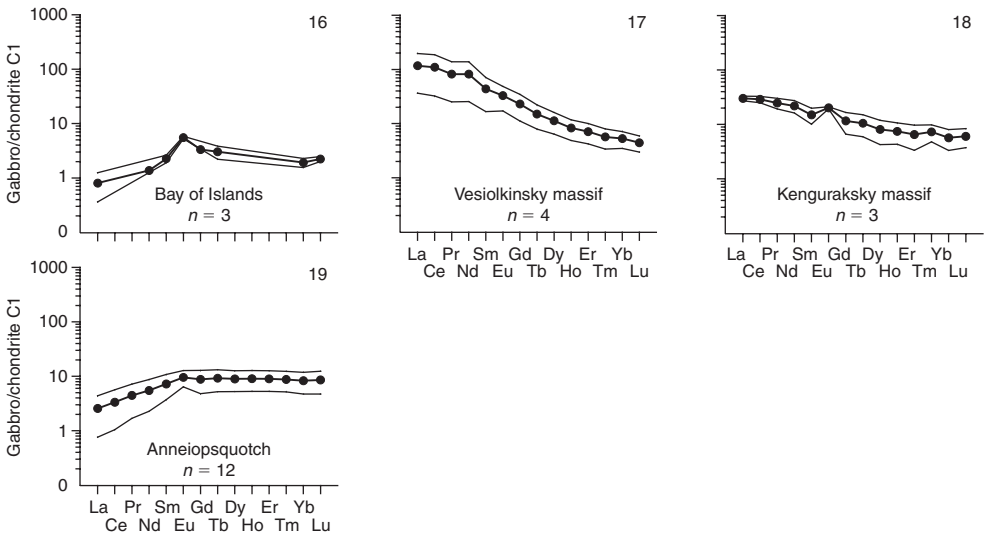 Gabbro/chondrite C1
1000
100
10
1
0
16
Bay of Islands
n = 3
17
Vesiolkinsky massif
n = 4
La Pr Sm Gd Dy Er Yb
Ce Nd Eu Tb Ho Tm Lu
18
Kenguraksky massif
n = 3
La Pr Sm Gd Dy Er Yb
Ce Nd Eu Tb Ho Tm Lu
Gabbro/chondrite C1
1000
100
10
1
0
19
Anneiopsquotch
n = 12
La Pr Sm Gd Dy Er Yb
Ce Nd Eu Tb Ho Tm Lu